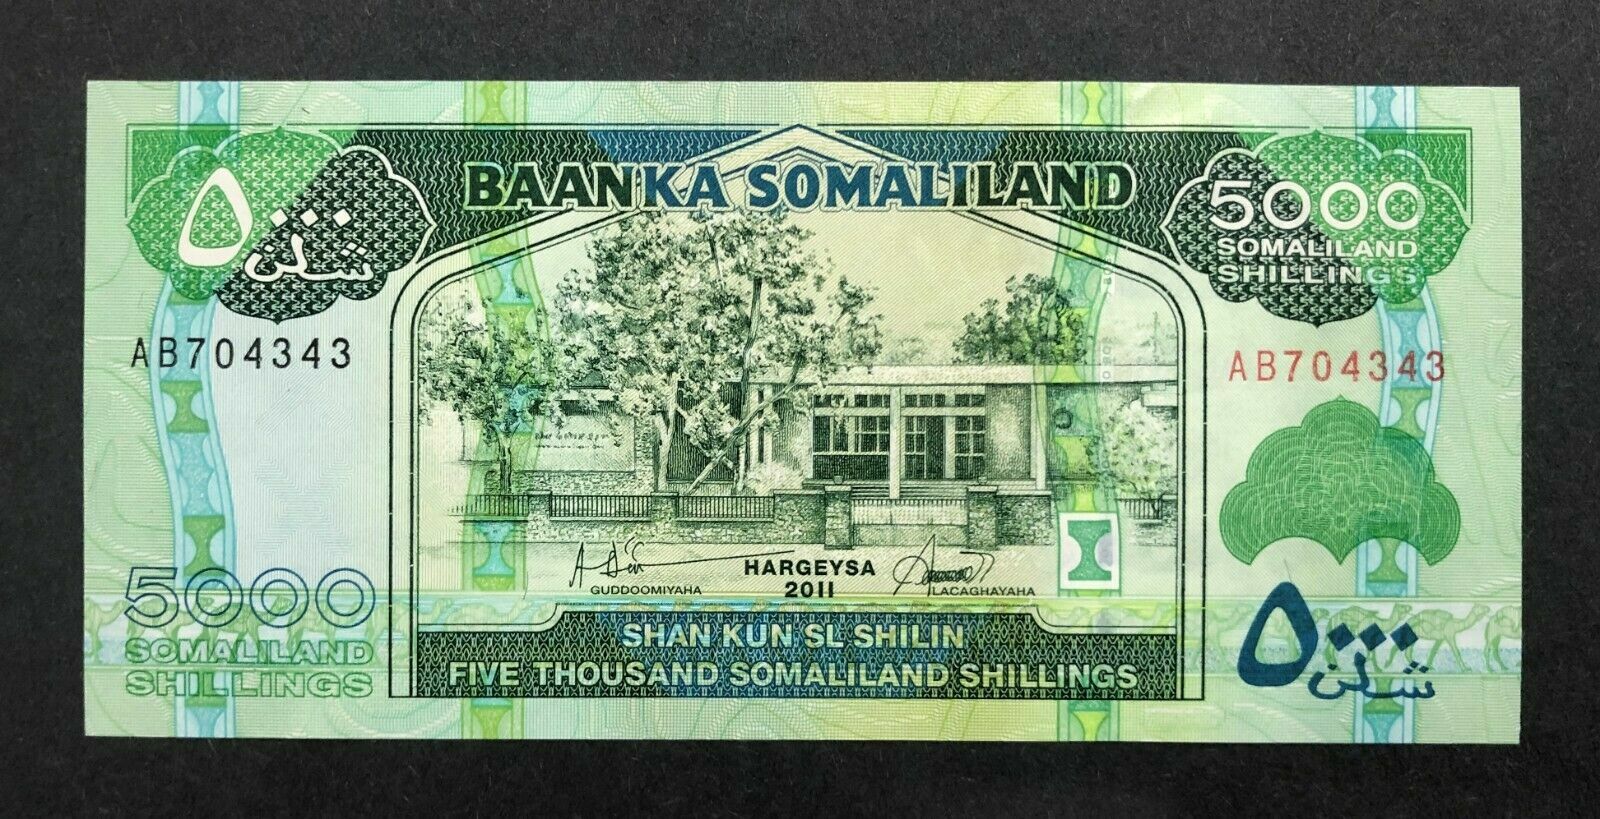 BAANKA SOMALILAND
٥٠٠٠
شلن
5000
SOMALILAND
SHILLINGS
AB704343
AB704343
HARGEYSA
2011
GUDDOOMIYAHA
LACAGHAYAHA
5000
SOMALILAND
SHILLINGS
SHAN KUN SL SHILIN
FIVE THOUSAND SOMALILAND SHILLINGS
٥٠٠٠
شلن